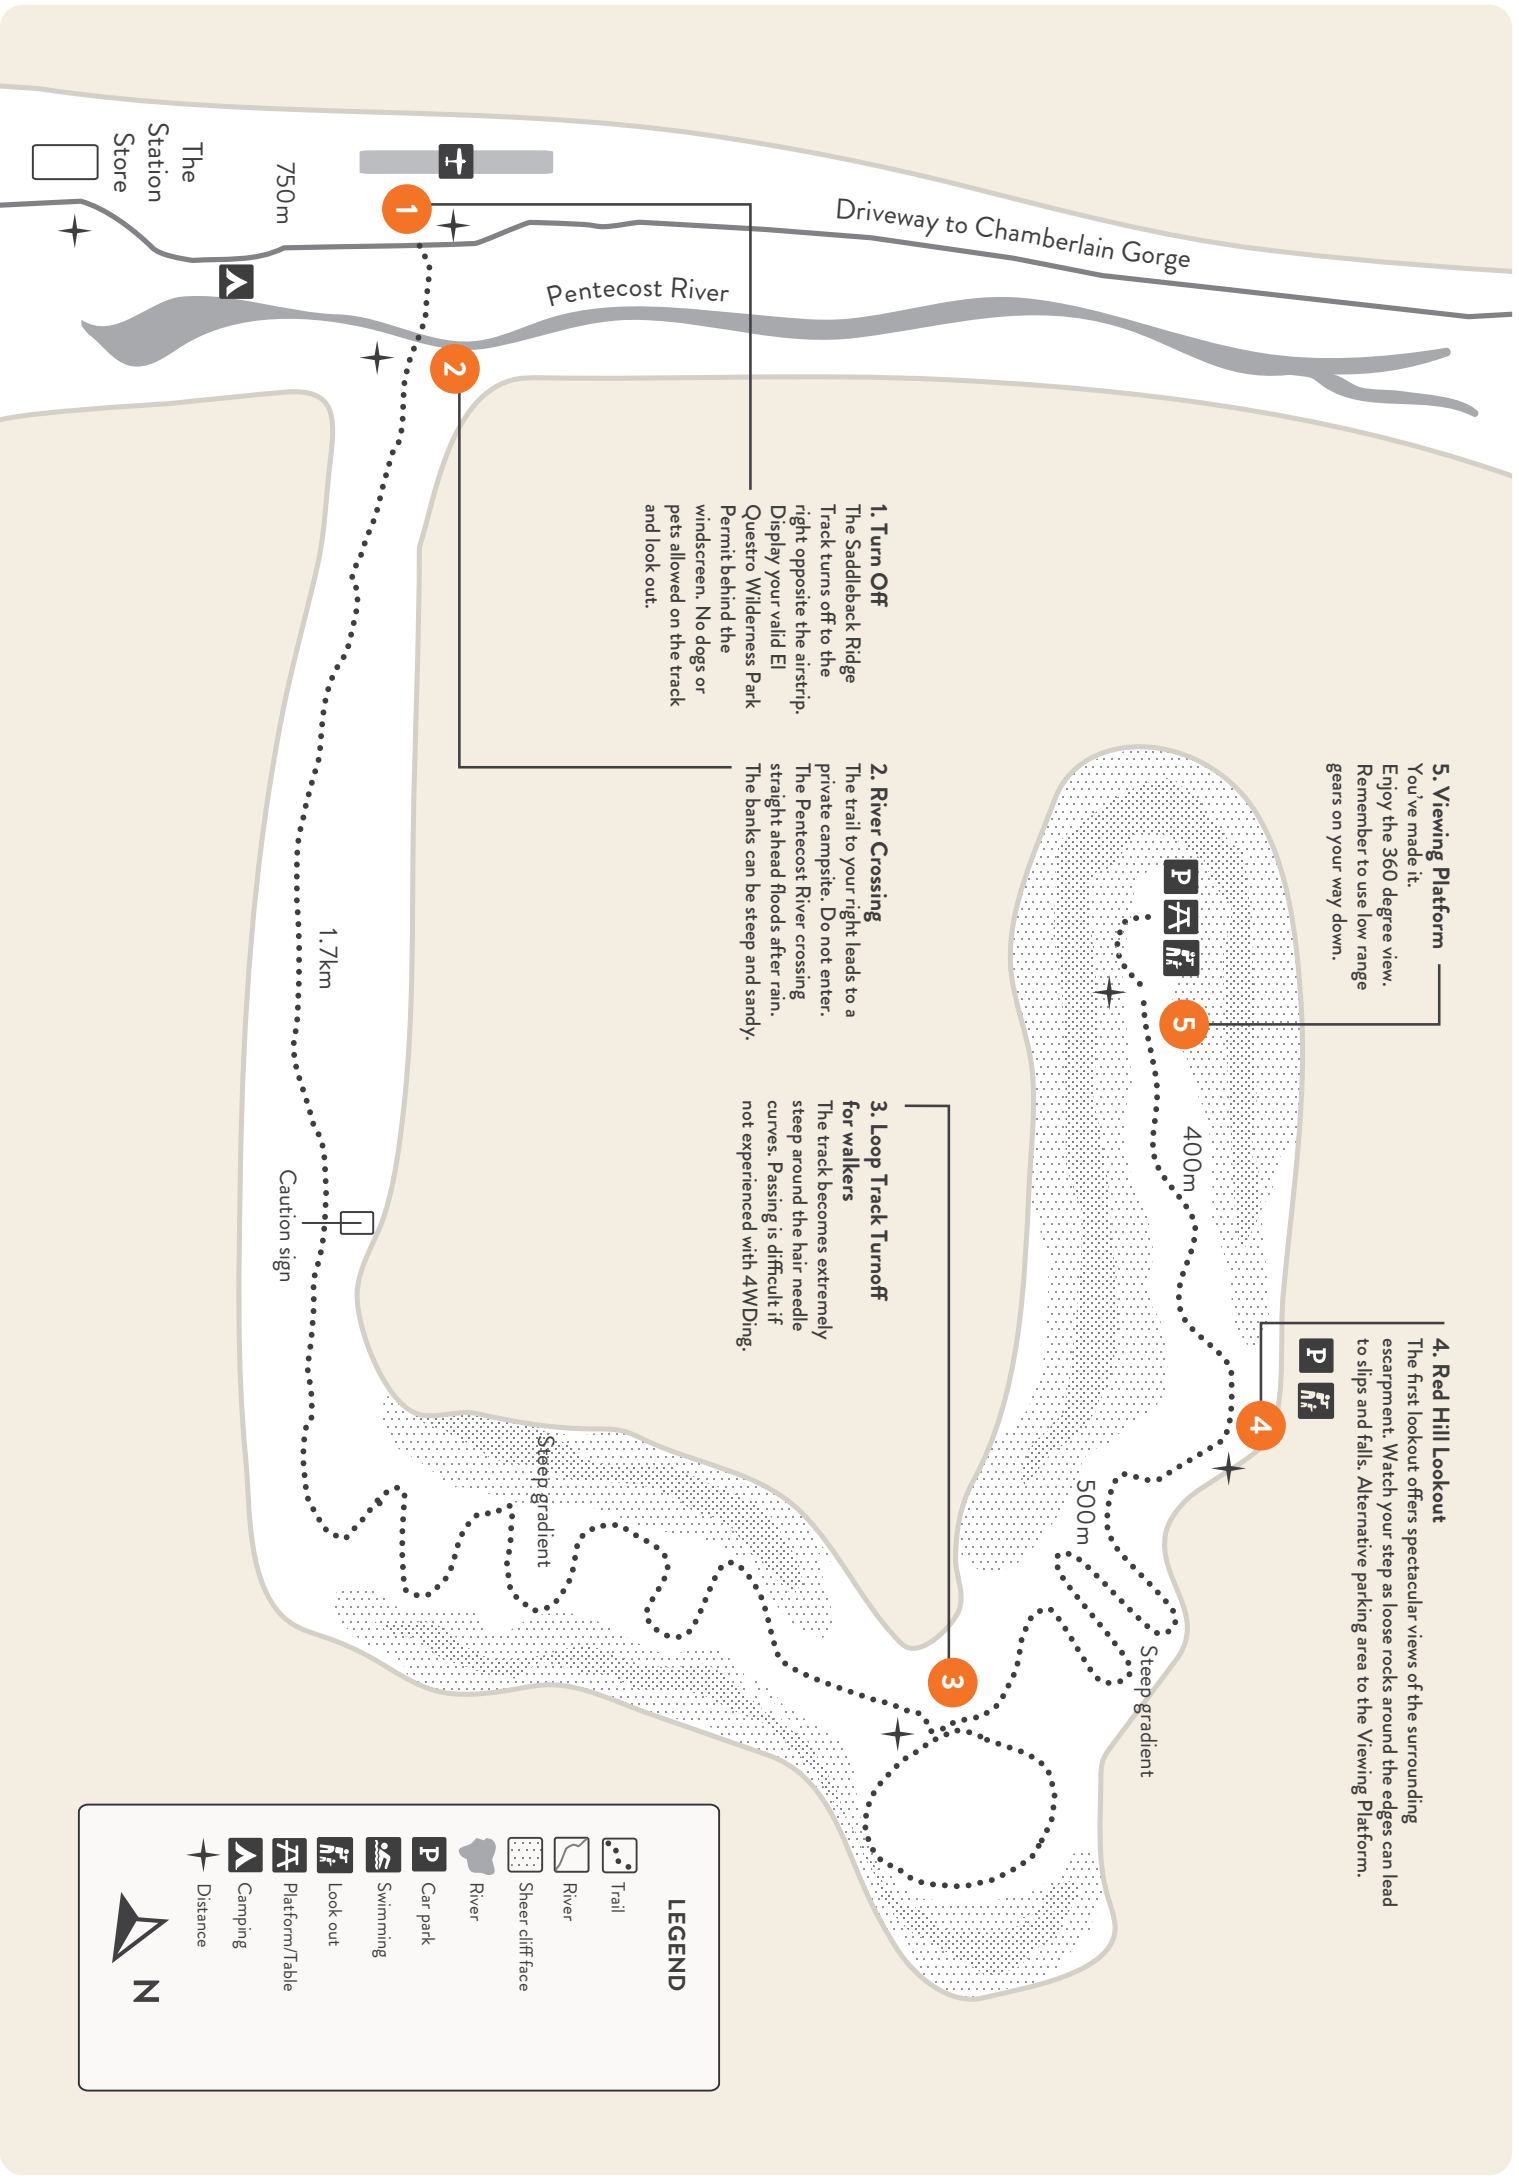 The
Station
Store
750m
1
Driveway to Chamberlain Gorge
Pentecost River
2
1. Turn Off
The Saddleback Ridge
Track turns off to the
right opposite the airstrip.
Display your valid El
Questro Wilderness Park
Permit behind the
windscreen. No dogs or
pets allowed on the track
and look out.
2. River Crossing
The trail to your right leads to a
private campsite. Do not enter.
The Pentecost River crossing
straight ahead floods after rain.
The banks can be steep and sandy.
3. Loop Track Turnoff
for walkers
The track becomes extremely
steep around the hair needle
curves. Passing is difficult if
not experienced with 4WDing.
5. Viewing Platform
You've made it.
Enjoy the 360 degree view.
Remember to use low range
gears on your way down.
P
5
400m
4. Red Hill Lookout
The first lookout offers spectacular views of the surrounding
escarpment. Watch your step as loose rocks around the edges can lead
to slips and falls. Alternative parking area to the Viewing Platform.
P
4
500m
Steep gradient
3
1.7km
Caution sign
Steep gradient
LEGEND
Trail
River
Sheer cliff face
River
P
Car park
Swimming
Look out
Platform/Table
Camping
Distance
N